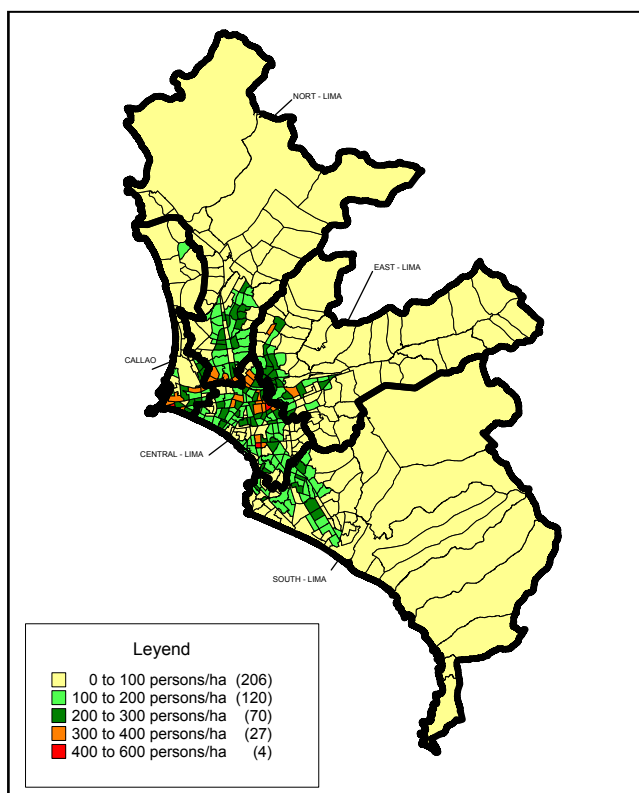 NORT - LIMA
EAST - LIMA
CALLAO
CENTRAL - LIMA
SOUTH - LIMA
Leyend
0 to 100 persons/ha (206)
100 to 200 persons/ha (120)
200 to 300 persons/ha (70)
300 to 400 persons/ha (27)
400 to 600 persons/ha (4)